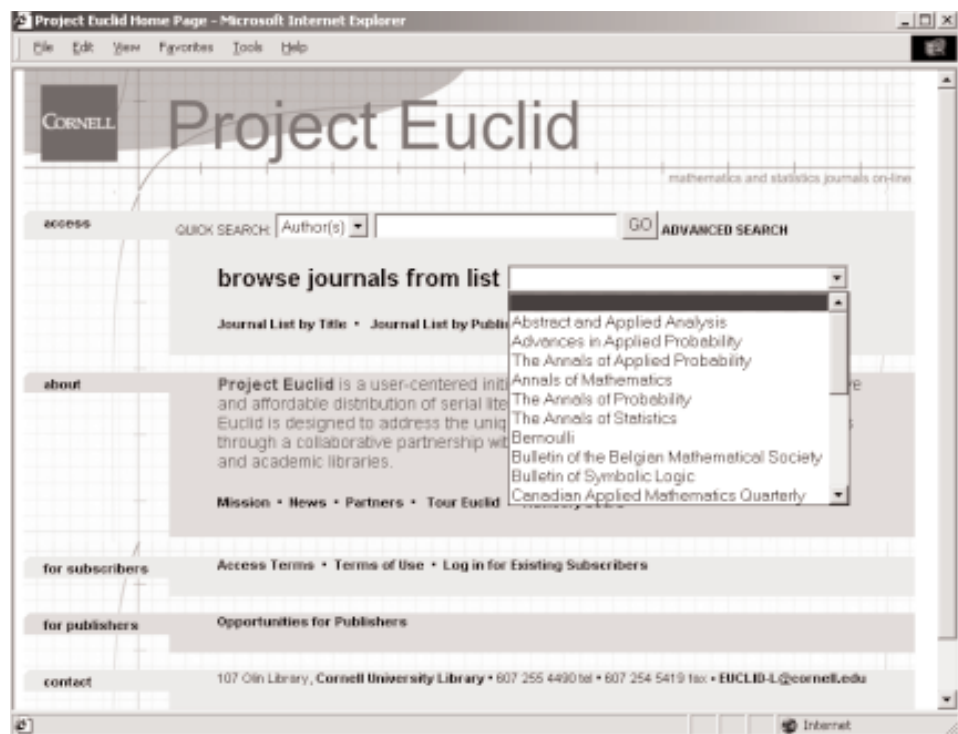 Project Euclid Home Page - Microsoft Internet Explorer
File Edit View Favorites Tools Help
CORNELL
Project Euclid
mathematics and statistics journals on-line
access
QUICK SEARCH: Author(s) GO ADVANCED SEARCH
browse journals from list
Journal List by Title • Journal List by Publi
Abstract and Applied Analysis
Advances in Applied Probability
The Annals of Applied Probability
Annals of Mathematics
The Annals of Probability
The Annals of Statistics
Bernoulli
Bulletin of the Belgian Mathematical Society
Bulletin of Symbolic Logic
Canadian Applied Mathematics Quarterly
about
Project Euclid is a user-centered initi
and affordable distribution of serial lite
Euclid is designed to address the uniq
through a collaborative partnership wit
and academic libraries.
Mission • News • Partners • Tour Euclid
for subscribers
Access Terms • Terms of Use • Log in for Existing Subscribers
for publishers
Opportunities for Publishers
contact
107 Olin Library, Cornell University Library • 607 255 4490 tel • 607 254 5419 fax • EUCLID-L@cornell.edu
Internet